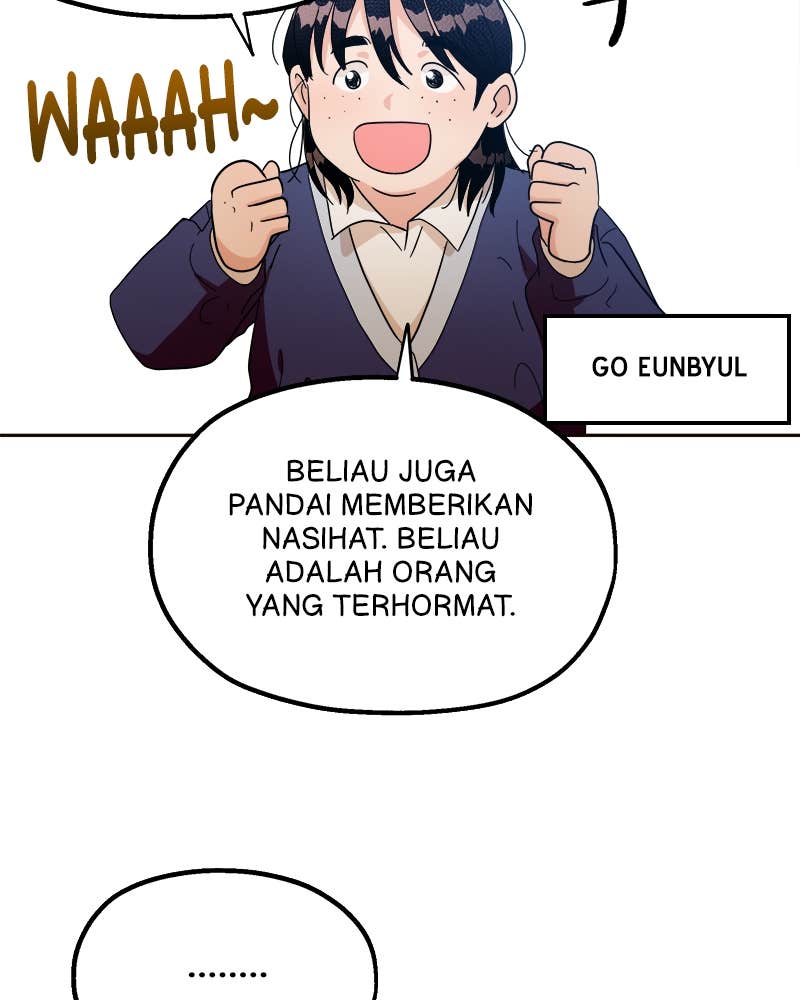 WAAAH~
GO EUNBYUL
BELIAU JUGA
PANDAI MEMBERIKAN
NASIHAT. BELIAU
ADALAH ORANG
YANG TERHORMAT.
........